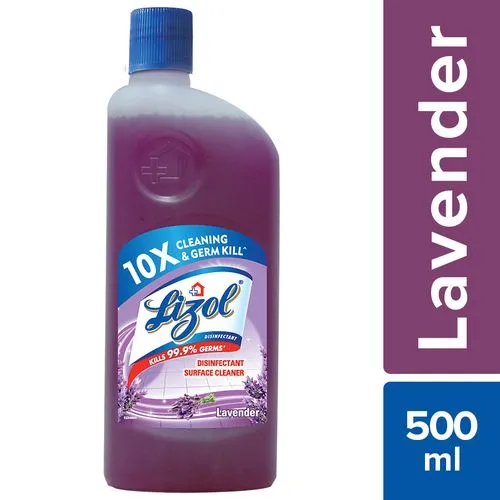 10X CLEANING
& GERM KILL^
Lizol®
DISINFECTANT
KILLS 99.9% GERMS*
DISINFECTANT
SURFACE CLEANER
Lavender
Lavender
500
ml